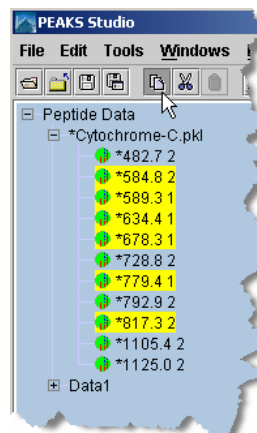 PEAKS Studio
File Edit Tools Windows
Peptide Data
*Cytochrome-C.pkl
*482.7 2
*584.8 2
*589.3 1
*634.4 1
*678.3 1
*728.8 2
*779.4 1
*792.9 2
*817.3 2
*1105.4 2
*1125.0 2
Data1